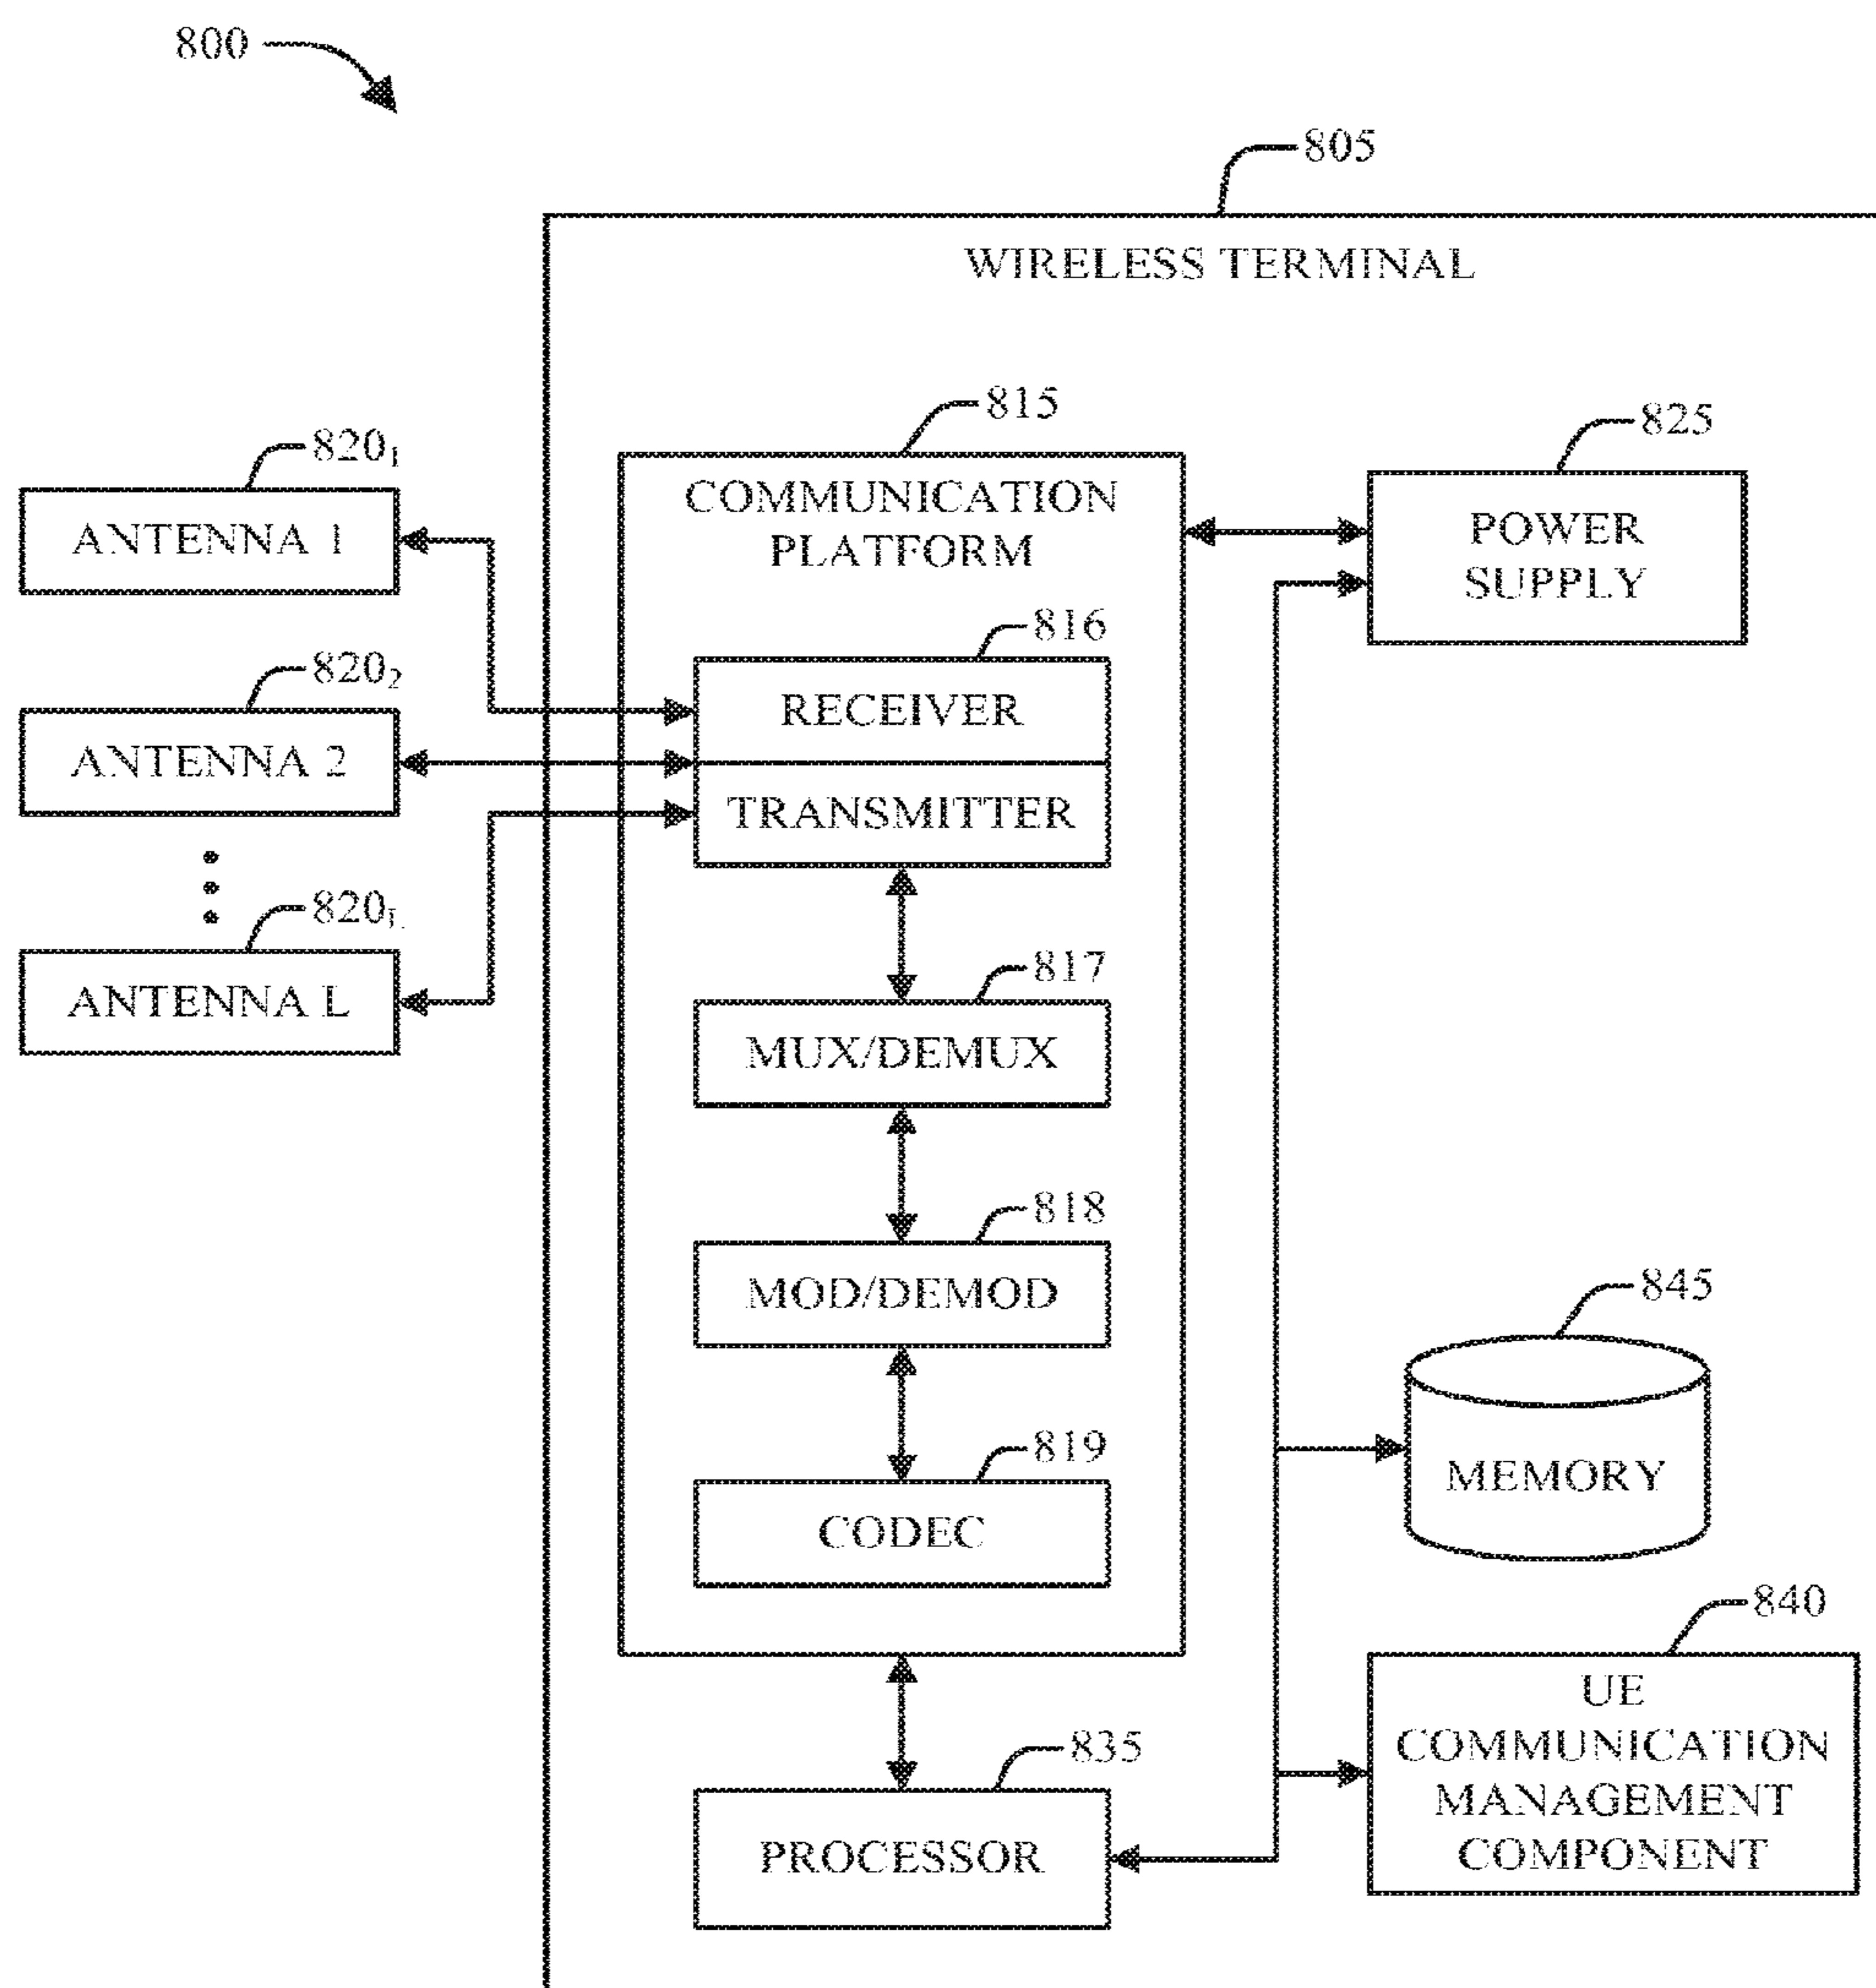 800
805
WIRELESS TERMINAL
815
825
820₁
COMMUNICATION
PLATFORM
ANTENNA 1
POWER
SUPPLY
816
820₂
RECEIVER
ANTENNA 2
TRANSMITTER
820L
817
ANTENNA L
MUX/DEMUX
818
MOD/DEMOD
845
819
MEMORY
CODEC
840
UE
COMMUNICATION
MANAGEMENT
COMPONENT
835
PROCESSOR